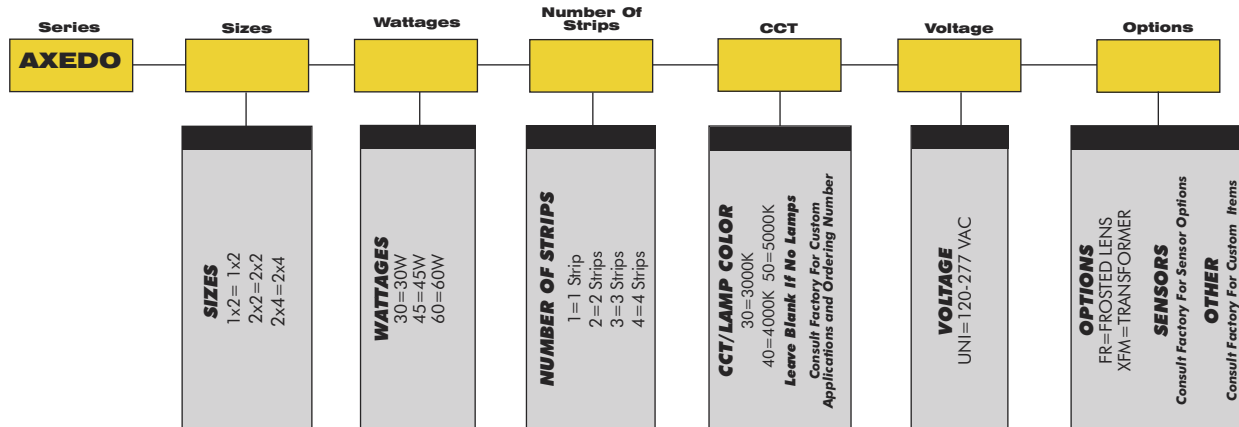 Series
AXEDO
Sizes
Wattages
Number Of
Strips
CCT
Voltage
Options
SIZES
1x2= 1x2
2x2=2x2
2x4=2x4
WATTAGES
30=30W
45=45W
60=60W
NUMBER OF STRIPS
1=1 Strip
2=2 Strips
3=3 Strips
4=4 Strips
CCT/LAMP COLOR
30=3000K
40=4000K 50=5000K
Leave Blank If No Lamps
Consult Factory For Custom
Applications and Ordering Number
VOLTAGE
UNI=120-277 VAC
OPTIONS
FR=FROSTED LENS
XFM=TRANSFORMER
SENSORS
Consult Factory For Sensor Options
OTHER
Consult Factory For Custom Items